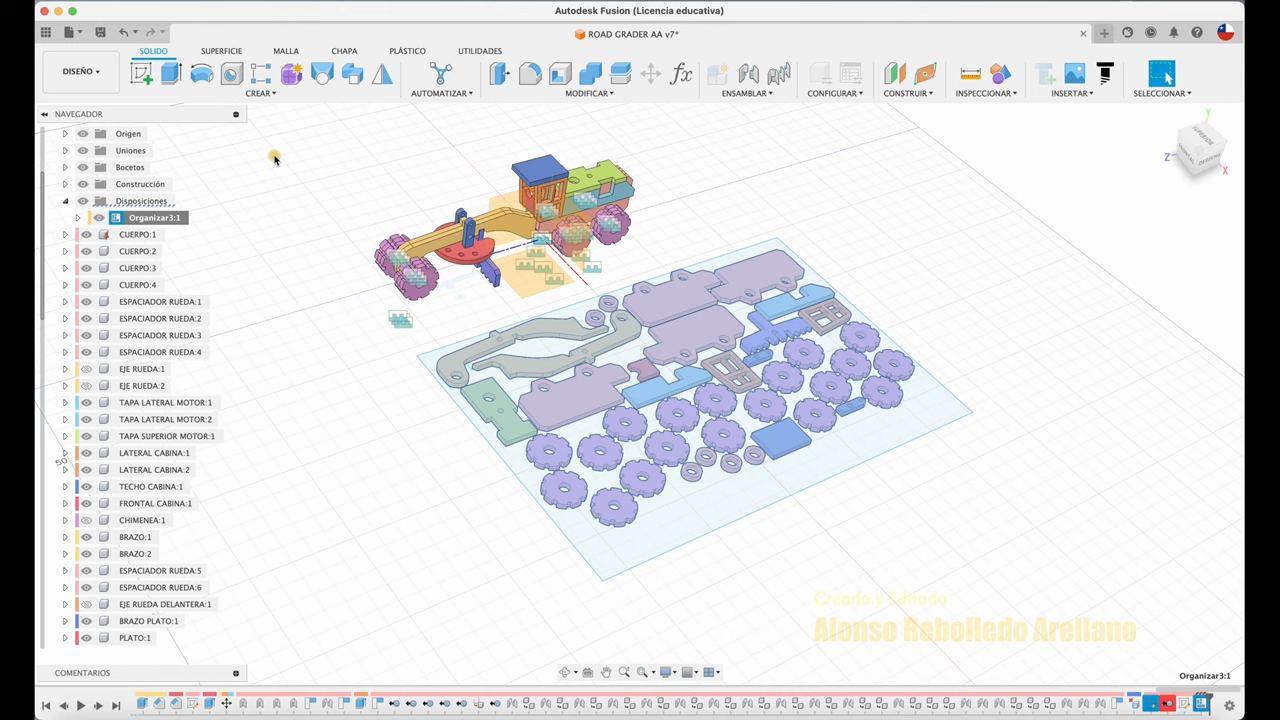 Autodesk Fusion (Licencia educativa)
ROAD GRADER AA v7*
SOLIDO SUPERFICIE MALLA CHAPA PLÁSTICO UTILIDADES
DISEÑO
CREAR AUTOMATIZAR MODIFICAR ENSAMBLAR CONFIGURAR CONSTRUIR INSPECCIONAR INSERTAR SELECCIONAR
NAVEGADOR
Origen
Uniones
Bocetos
Construcción
Disposiciones
Organizar3:1
CUERPO:1
CUERPO:2
CUERPO:3
CUERPO:4
ESPACIADOR RUEDA:1
ESPACIADOR RUEDA:2
ESPACIADOR RUEDA:3
ESPACIADOR RUEDA:4
EJE RUEDA:1
EJE RUEDA:2
TAPA LATERAL MOTOR:1
TAPA LATERAL MOTOR:2
TAPA SUPERIOR MOTOR:1
LATERAL CABINA:1
LATERAL CABINA:2
TECHO CABINA:1
FRONTAL CABINA:1
CHIMENEA:1
BRAZO:1
BRAZO:2
ESPACIADOR RUEDA:5
ESPACIADOR RUEDA:6
EJE RUEDA DELANTERA:1
BRAZO PLATO:1
PLATO:1
50
Y
SUPERIOR
Z
X
Creado y Editado
Alonso Rebolledo Arellano
COMENTARIOS
Organizar3:1